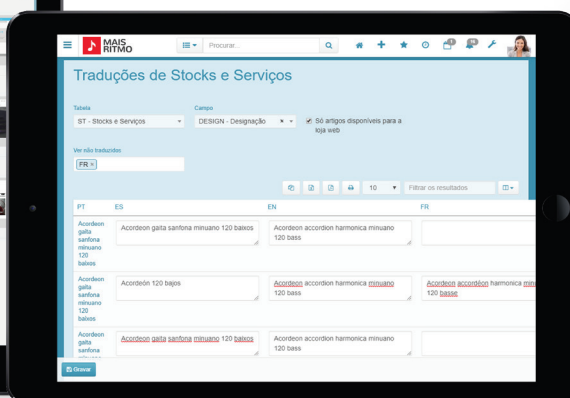 MAIS
RITMO
Procurar...
Traduções de Stocks e Serviços
Tabela
Campo
ST - Stocks e Serviços
DESIGN - Designação
Só artigos disponíveis para a
loja web
Ver não traduzidas
FR ×
10
Filtrar os resultados
PT
ES
EN
FR
Acordeon
gaita
sanfona
minuano
120
baixos
Acordeon gaita sanfona minuano 120 baixos
Acordeon accordion harmonica minuano
120 bass
Acordeon
gaita
sanfona
minuano
120
baixos
Acordeón 120 bajos
Acordeon accordion harmonica minuano
120 bass
Acordeon accordéon harmonica
120 basse
Acordeon
gaita
sanfona
Acordeon gaita sanfona minuano 120 baixos
Acordeon accordion harmonica minuano
120 bass
Gravar